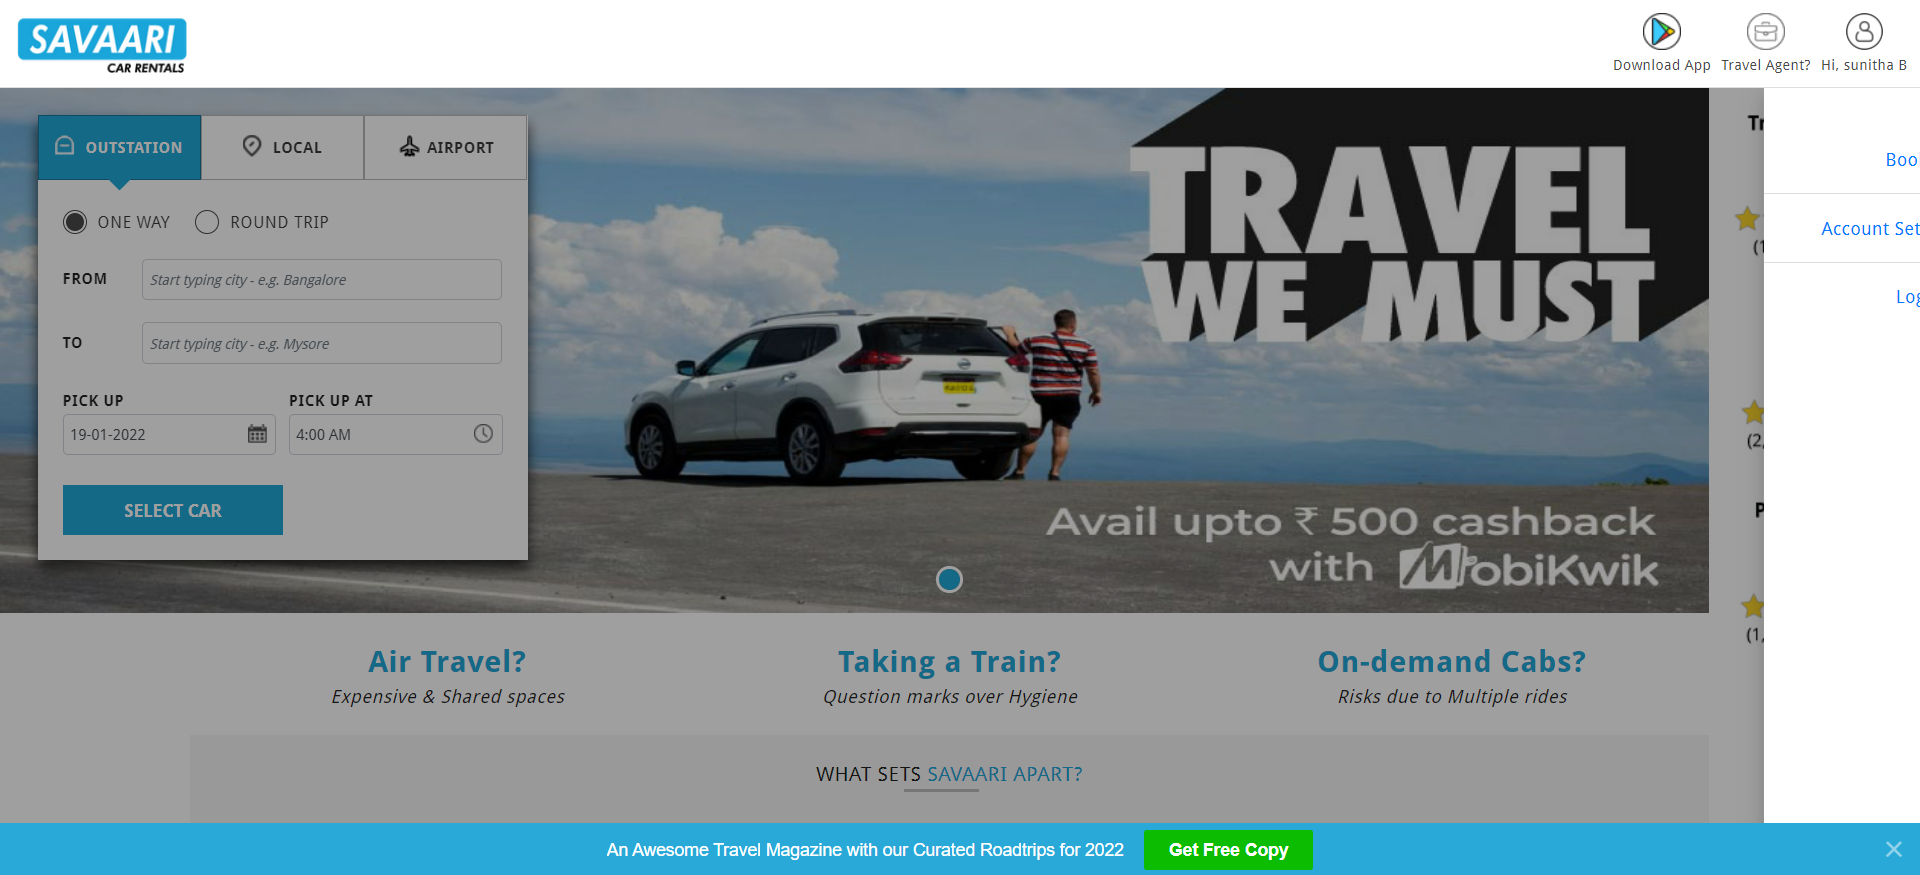 SAVAARI
CAR RENTALS
Download App
Travel Agent?
Hi, sunitha B
OUTSTATION
LOCAL
AIRPORT
ONE WAY
ROUND TRIP
FROM
Start typing city - e.g. Bangalore
TO
Start typing city - e.g. Mysore
PICK UP
PICK UP AT
19-01-2022
4:00 AM
SELECT CAR
TRAVEL
WE MUST
Avail upto ₹ 500 cashback
with MobiKwik
Tr
Boo
(1
Account Set
Log
(2,
P
(1,
Air Travel?
Expensive & Shared spaces
Taking a Train?
Question marks over Hygiene
On-demand Cabs?
Risks due to Multiple rides
WHAT SETS SAVAARI APART?
An Awesome Travel Magazine with our Curated Roadtrips for 2022
Get Free Copy